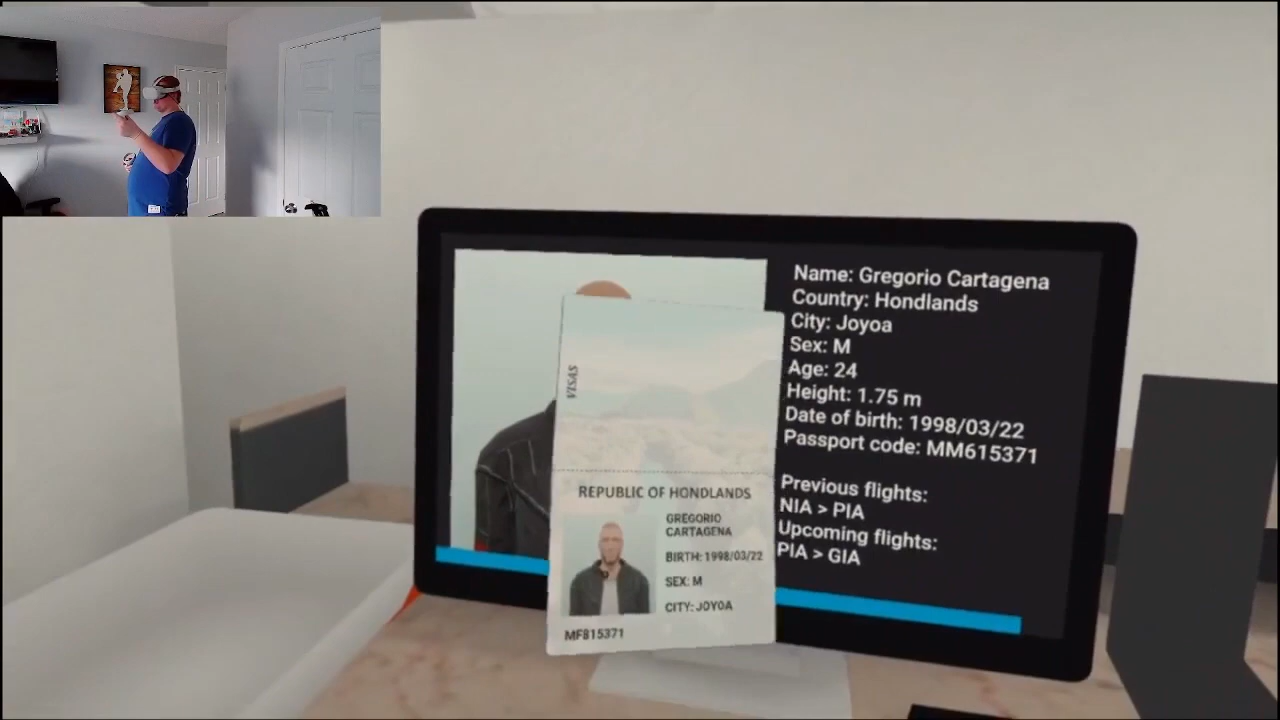 Name: Gregorio Cartagena
Country: Hondlands
City: Joyoa
Sex: M
Age: 24
Height: 1.75 m
Date of birth: 1998/03/22
Passport code: MM615371
Previous flights:
NIA > PIA
Upcoming flights:
PIA > GIA
VISAS
REPUBLIC OF HONDLANDS
GREGORIO
CARTAGENA
BIRTH: 1998/03/22
SEX: M
CITY: JOYOA
MF815371